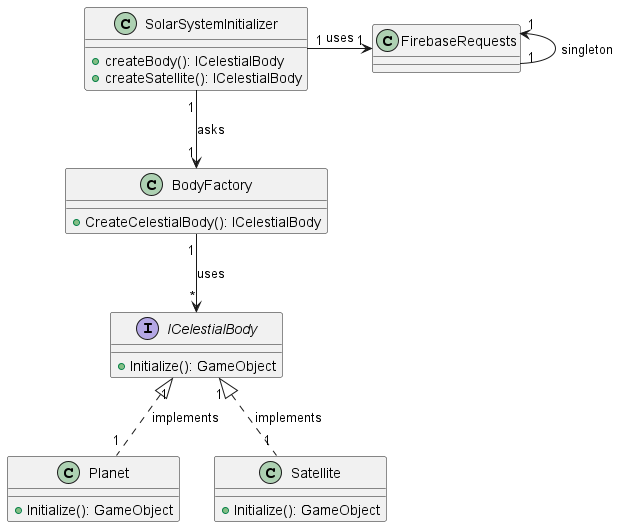 C SolarSystemInitializer
createBody(): ICelestialBody
createSatellite(): ICelestialBody
1 uses 1
C FirebaseRequests
1
1
singleton
1
asks
1
C BodyFactory
CreateCelestialBody(): ICelestialBody
1
uses
*
I ICelestialBody
Initialize(): GameObject
1
implements
1
1
implements
1
C Planet
Initialize(): GameObject
C Satellite
Initialize(): GameObject